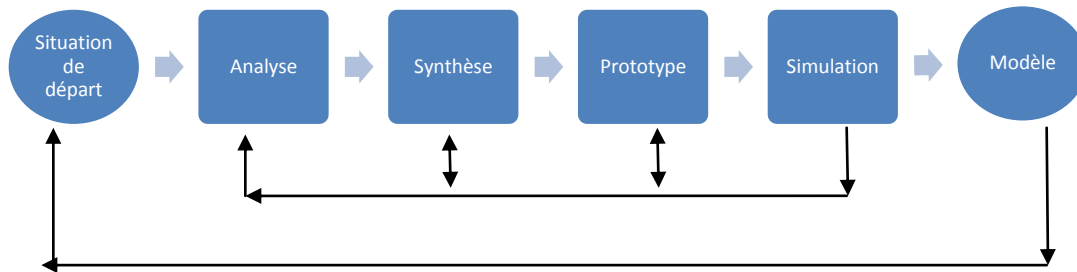 Situation
de
départ
Analyse
Synthèse
Prototype
Simulation
Modèle